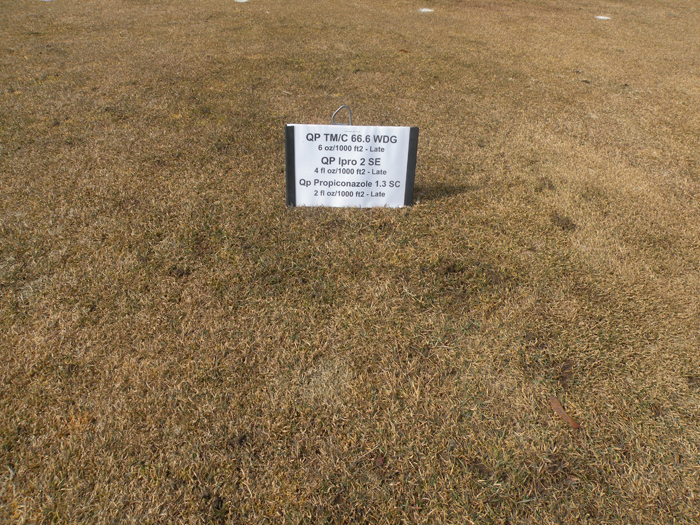 QP TM/C 66.6 WDG
6 oz/1000 ft2 - Late
QP Ipro 2 SE
4 fl oz/1000 ft2 - Late
Qp Propiconazole 1.3 SC
2 fl oz/1000 ft2 - Late